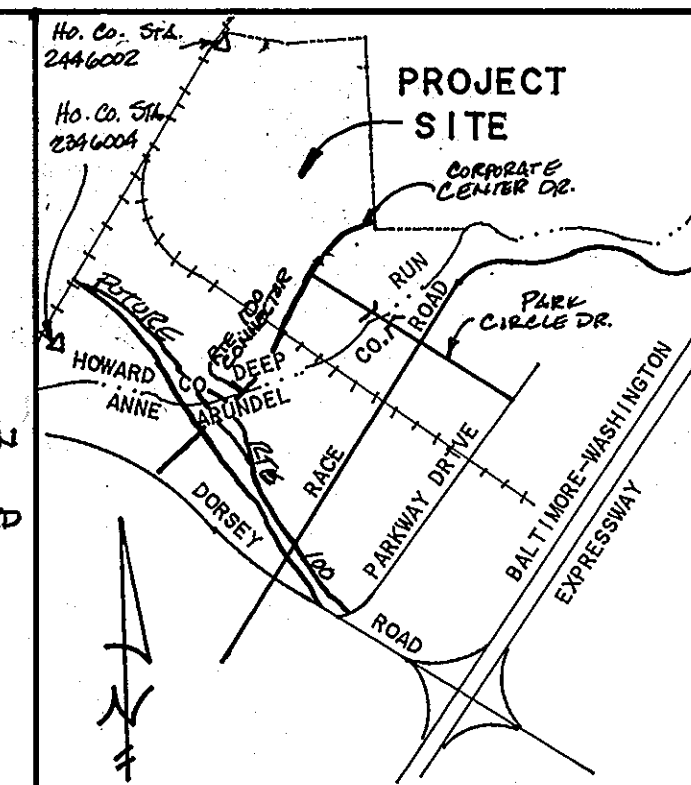 HO. CO. STA.
2446002
HO. CO. STA.
2346004
PROJECT
SITE
CORPORATE
CENTER DR.
RUN
PARK
CIRCLE DR.
FUTURE
RTE. 100
CONNECTOR
DEEP
CO.
ROAD
HOWARD CO.
ANNE ARUNDEL
RTE
100
RACE
PARKWAY DRIVE
DORSEY
ROAD
BALTIMORE-WASHINGTON
EXPRESSWAY
N